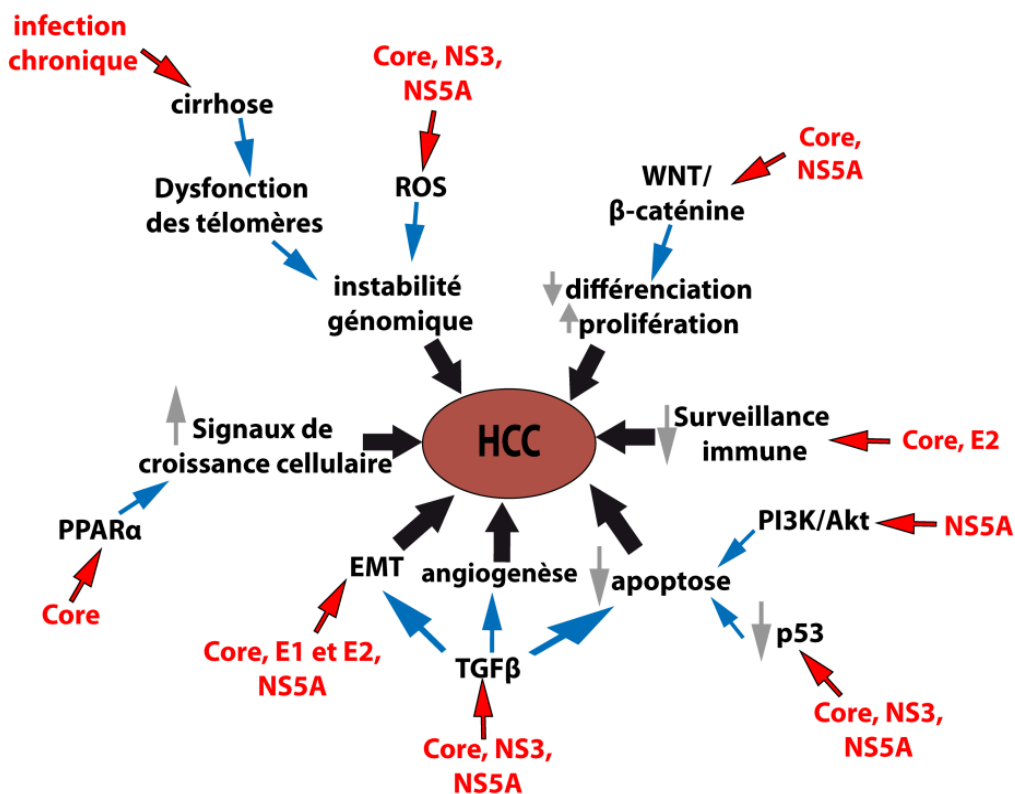 infection
chronique
cirrhose
Dysfonction
des télomères
Core, NS3,
NS5A
ROS
instabilité
génomique
Core,
NS5A
WNT/
β-caténine
différenciation
prolifération
HCC
Signaux de
croissance cellulaire
PPARα
Core
Surveillance
immune
Core, E2
PI3K/Akt
NS5A
EMT
angiogenèse
apoptose
p53
Core, E1 et E2,
NS5A
TGFβ
Core, NS3,
NS5A
Core, NS3,
NS5A